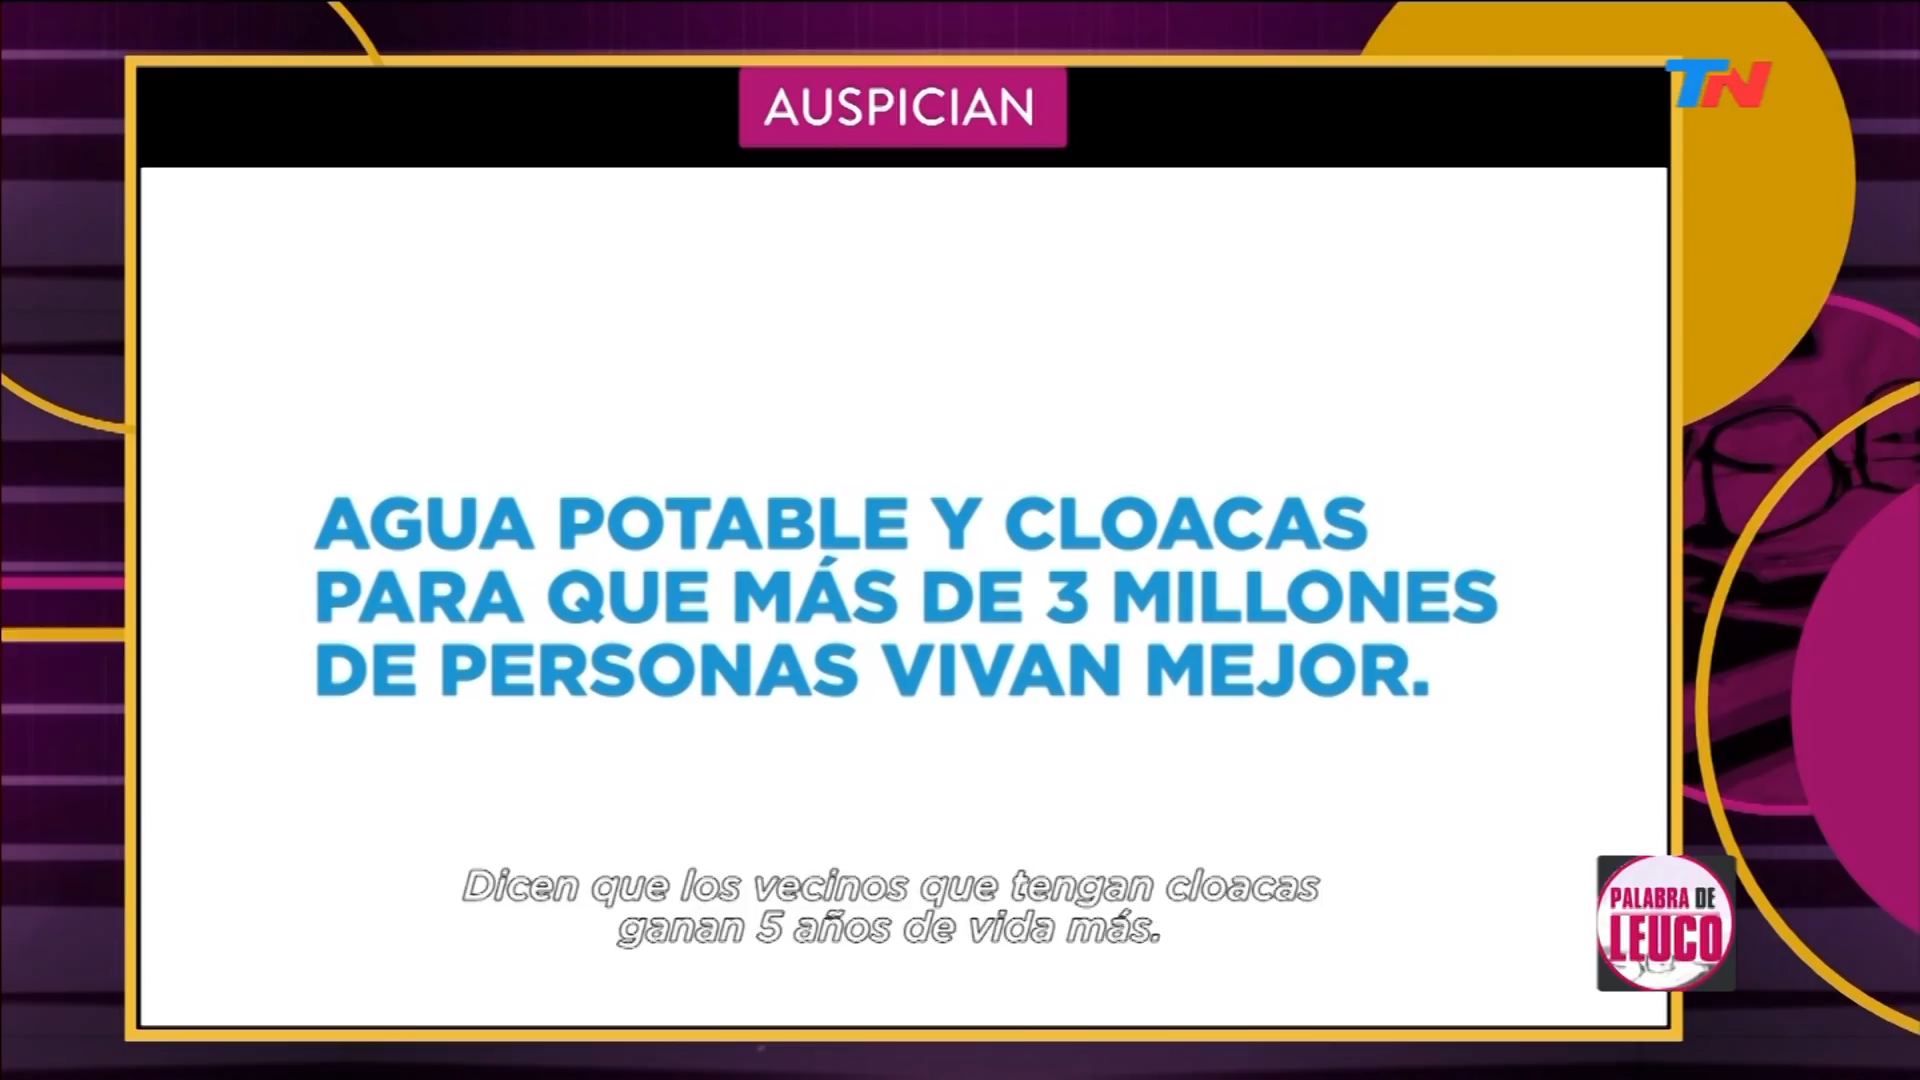 AUSPICIAN
TN
AGUA POTABLE Y CLOACAS
PARA QUE MÁS DE 3 MILLONES
DE PERSONAS VIVAN MEJOR.
Dicen que los vecinos que tengan cloacas
ganan 5 años de vida más.
PALABRA DE
LEUCO